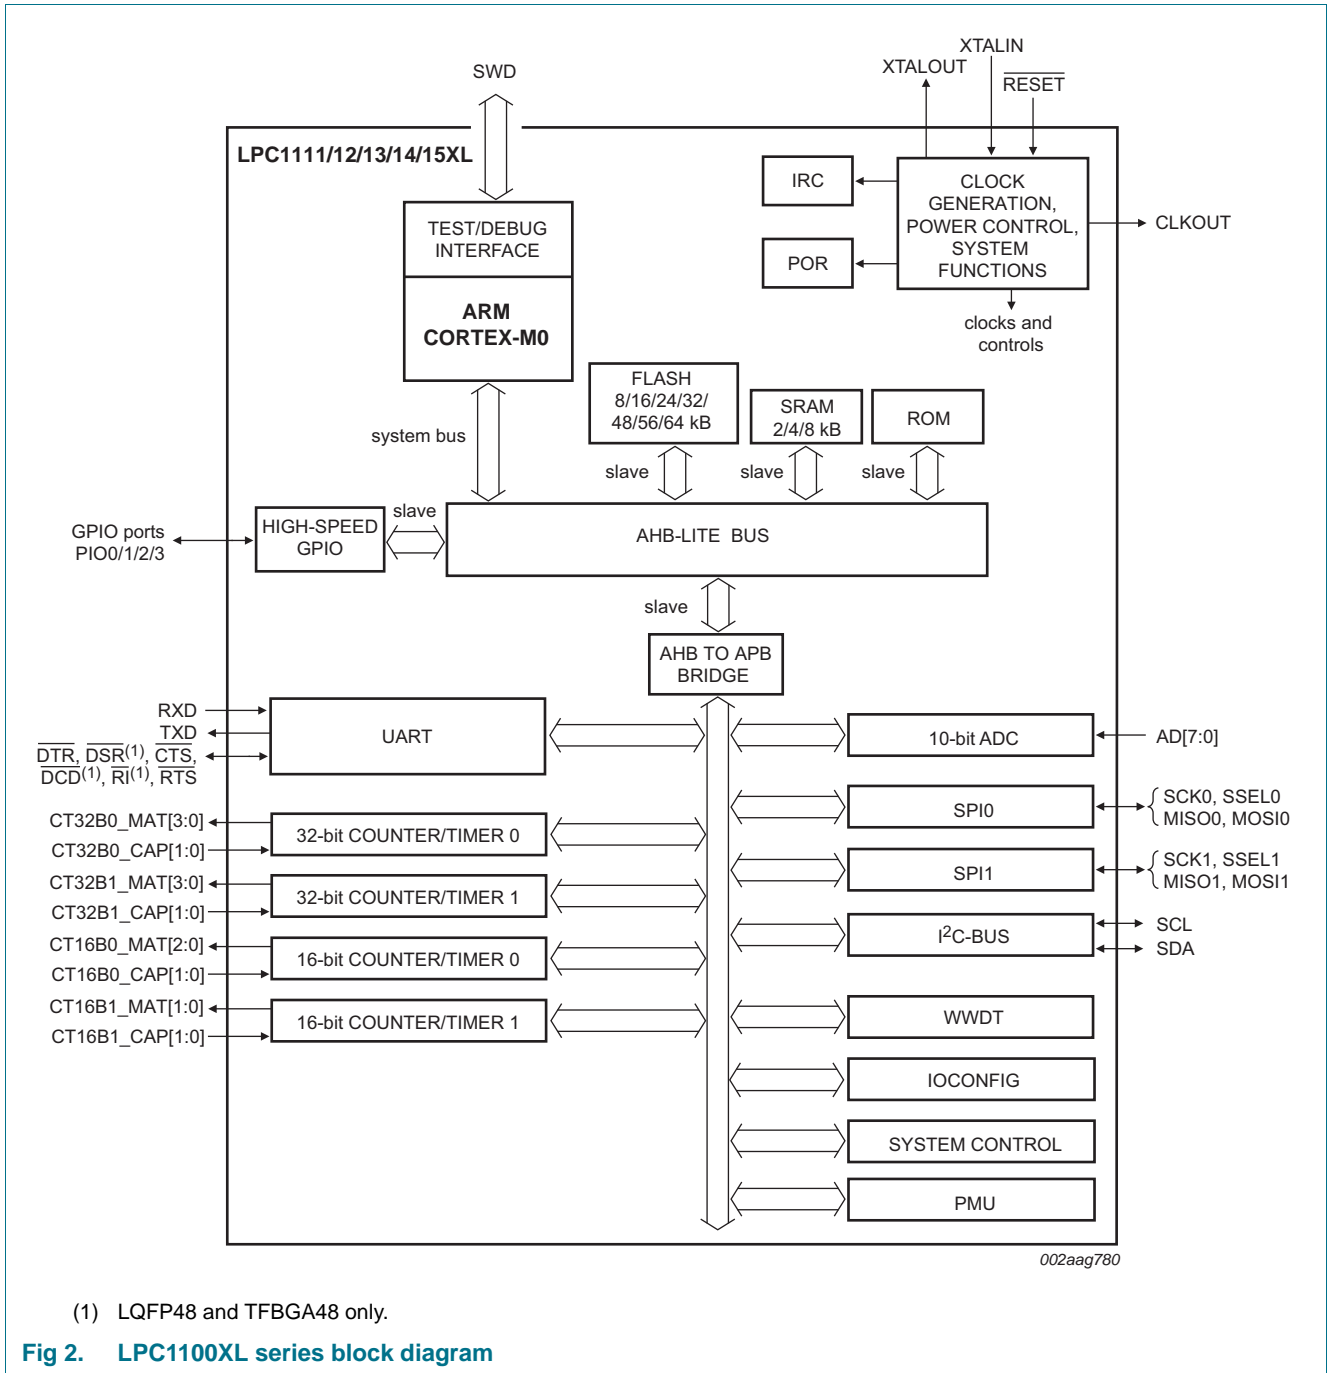 XTALIN
XTALOUT
SWD
RESET
LPC1111/12/13/14/15XL
IRC
CLOCK
GENERATION,
POWER CONTROL,
SYSTEM
FUNCTIONS
CLKOUT
TEST/DEBUG
INTERFACE
POR
ARM
CORTEX-M0
clocks and
controls
FLASH
8/16/24/32/
48/56/64 kB
SRAM
2/4/8 kB
ROM
system bus
slave
slave
slave
slave
GPIO ports
PIO0/1/2/3
HIGH-SPEED
GPIO
AHB-LITE BUS
slave
AHB TO APB
BRIDGE
RXD
TXD
DTR, DSR(1), CTS,
DCD(1), RI(1), RTS
UART
10-bit ADC
AD[7:0]
CT32B0_MAT[3:0]
CT32B0_CAP[1:0]
32-bit COUNTER/TIMER 0
SPI0
SCK0, SSEL0
MISO0, MOSI0
CT32B1_MAT[3:0]
CT32B1_CAP[1:0]
32-bit COUNTER/TIMER 1
SPI1
SCK1, SSEL1
MISO1, MOSI1
CT16B0_MAT[2:0]
CT16B0_CAP[1:0]
16-bit COUNTER/TIMER 0
I2C-BUS
SCL
SDA
CT16B1_MAT[1:0]
CT16B1_CAP[1:0]
16-bit COUNTER/TIMER 1
WWDT
IOCONFIG
SYSTEM CONTROL
PMU
002aag780
(1) LQFP48 and TFBGA48 only.
Fig 2. LPC1100XL series block diagram